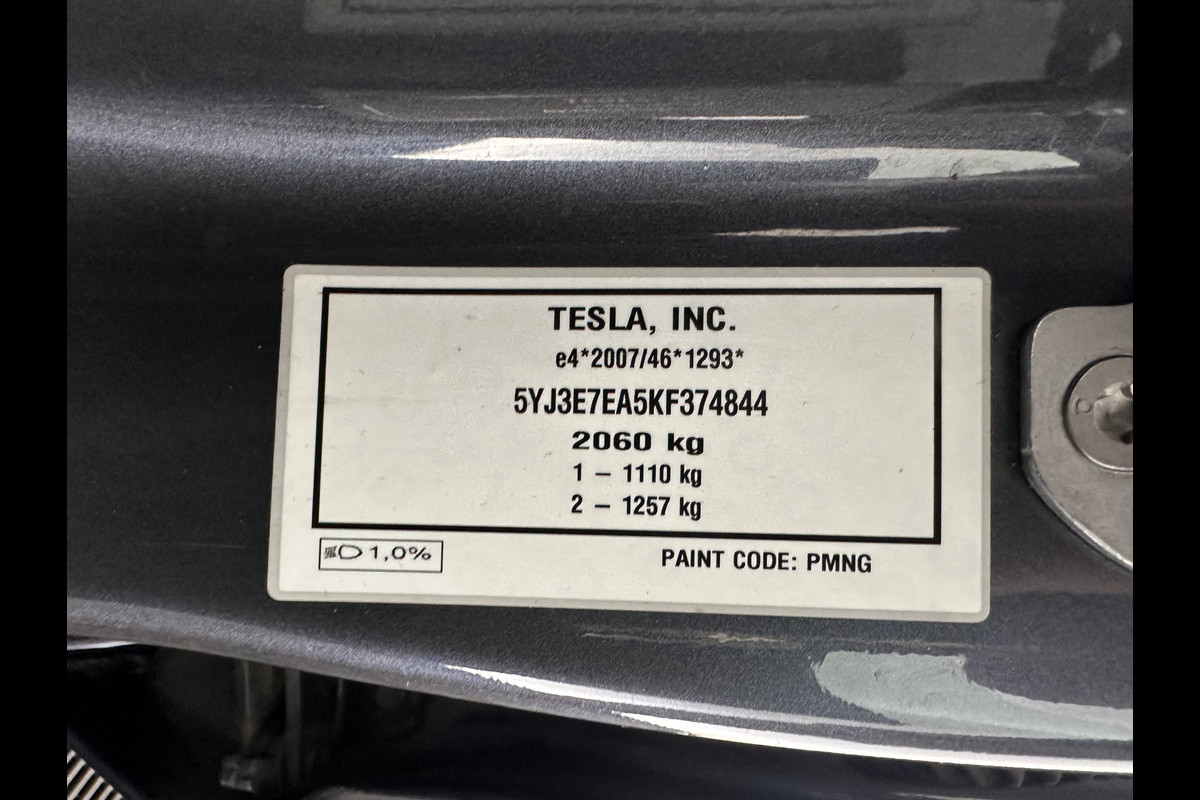 TESLA, INC.
e4*2007/46*1293*
5YJ3E7EA5KF374844
2060 kg
1 – 1110 kg
2 – 1257 kg
1,0%
PAINT CODE: PMNG